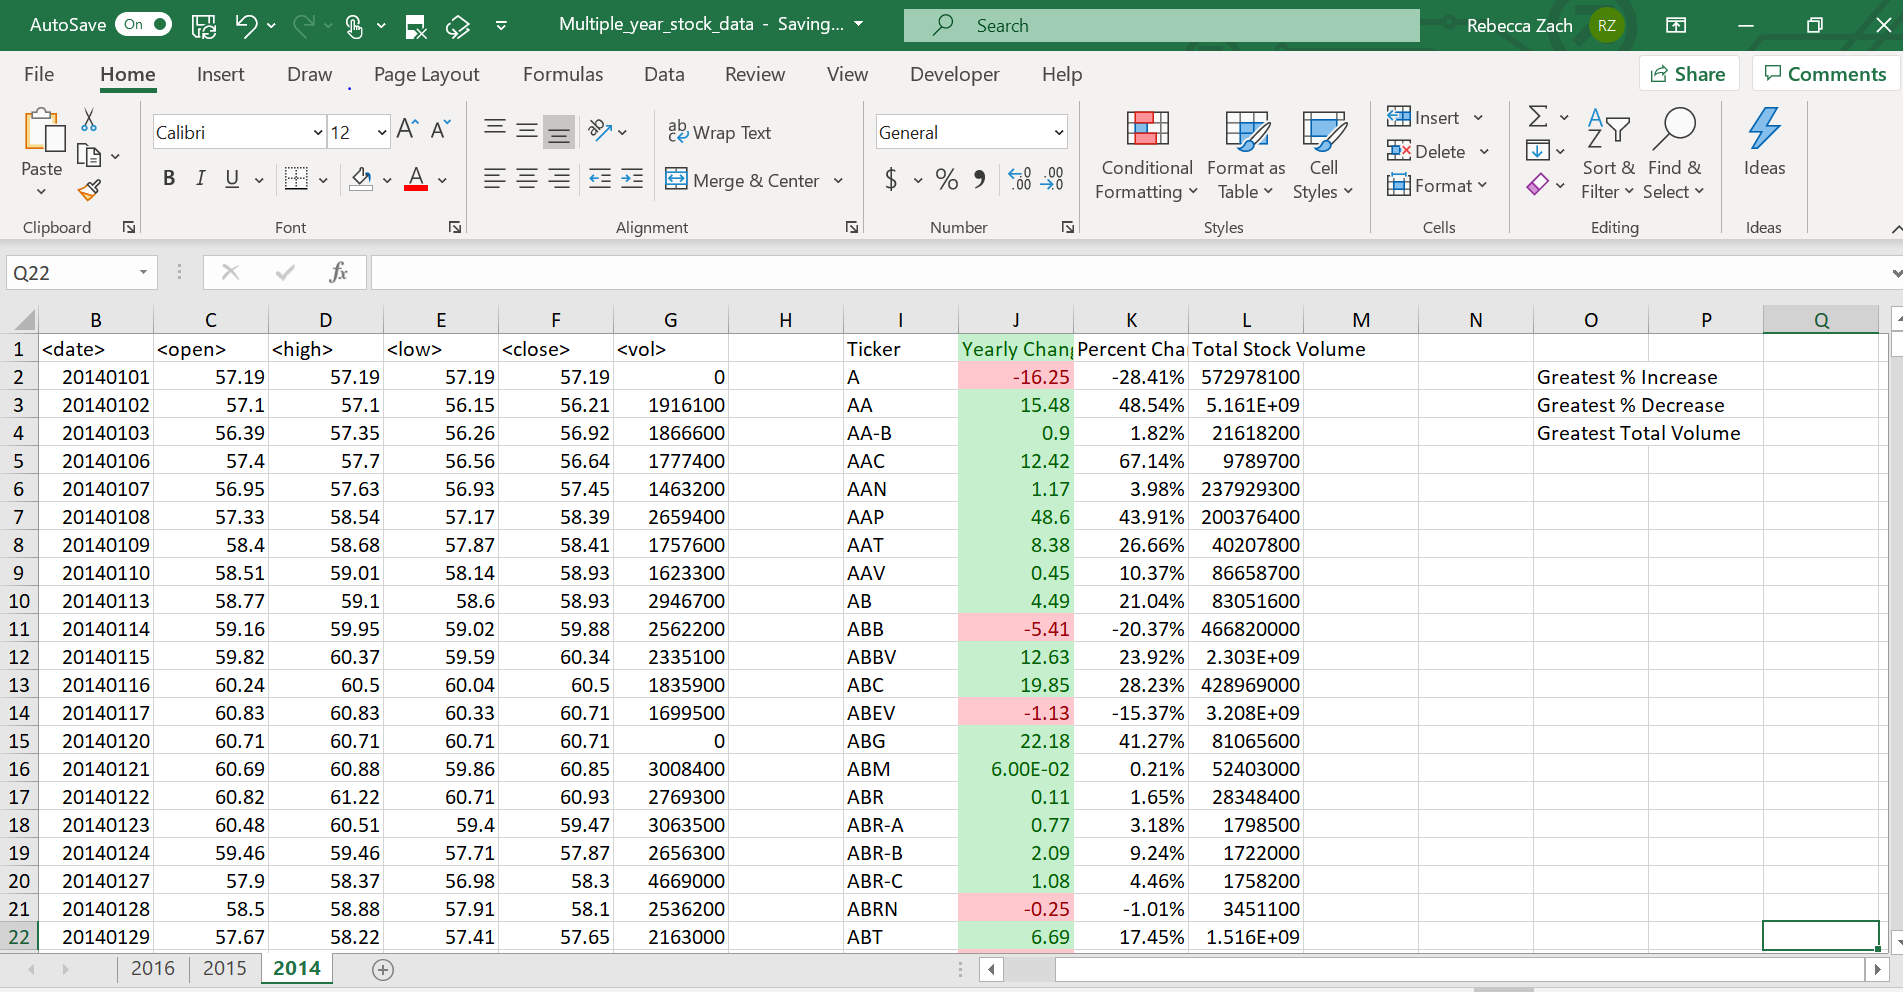 AutoSave On Multiple_year_stock_data - Saving... Search Rebecca Zach RZ
File Home Insert Draw Page Layout Formulas Data Review View Developer Help Share Comments
Paste
Clipboard
Calibri 12 A A
B I U A
Font
ab Wrap Text
Merge & Center
Alignment
General
$ % .00 .00
Number
Conditional Formatting Format as Table Cell Styles
Styles
Insert
Delete
Format
Cells
Sort & Filter Find & Select
Editing
Ideas
Ideas
Q22 fx
B C D E F G H I J K L M N O P Q
1 <date> <open> <high> <low> <close> <vol> Ticker Yearly Chang Percent Cha Total Stock Volume
2 20140101 57.19 57.19 57.19 57.19 0 A -16.25 -28.41% 572978100 Greatest % Increase
3 20140102 57.1 57.1 56.15 56.21 1916100 AA 15.48 48.54% 5.161E+09 Greatest % Decrease
4 20140103 56.39 57.35 56.26 56.92 1866600 AA-B 0.9 1.82% 21618200 Greatest Total Volume
5 20140106 57.4 57.7 56.56 56.64 1777400 AAC 12.42 67.14% 9789700
6 20140107 56.95 57.63 56.93 57.45 1463200 AAN 1.17 3.98% 237929300
7 20140108 57.33 58.54 57.17 58.39 2659400 AAP 48.6 43.91% 200376400
8 20140109 58.4 58.68 57.87 58.41 1757600 AAT 8.38 26.66% 40207800
9 20140110 58.51 59.01 58.14 58.93 1623300 AAV 0.45 10.37% 86658700
10 20140113 58.77 59.1 58.6 58.93 2946700 AB 4.49 21.04% 83051600
11 20140114 59.16 59.95 59.02 59.88 2562200 ABB -5.41 -20.37% 466820000
12 20140115 59.82 60.37 59.59 60.34 2335100 ABBV 12.63 23.92% 2.303E+09
13 20140116 60.24 60.5 60.04 60.5 1835900 ABC 19.85 28.23% 428969000
14 20140117 60.83 60.83 60.33 60.71 1699500 ABEV -1.13 -15.37% 3.208E+09
15 20140120 60.71 60.71 60.71 60.71 0 ABG 22.18 41.27% 81065600
16 20140121 60.69 60.88 59.86 60.85 3008400 ABM 6.00E-02 0.21% 52403000
17 20140122 60.82 61.22 60.71 60.93 2769300 ABR 0.11 1.65% 28348400
18 20140123 60.48 60.51 59.4 59.47 3063500 ABR-A 0.77 3.18% 1798500
19 20140124 59.46 59.46 57.71 57.87 2656300 ABR-B 2.09 9.24% 1722000
20 20140127 57.9 58.37 56.98 58.3 4669000 ABR-C 1.08 4.46% 1758200
21 20140128 58.5 58.88 57.91 58.1 2536200 ABRN -0.25 -1.01% 3451100
22 20140129 57.67 58.22 57.41 57.65 2163000 ABT 6.69 17.45% 1.516E+09
2016 2015 2014